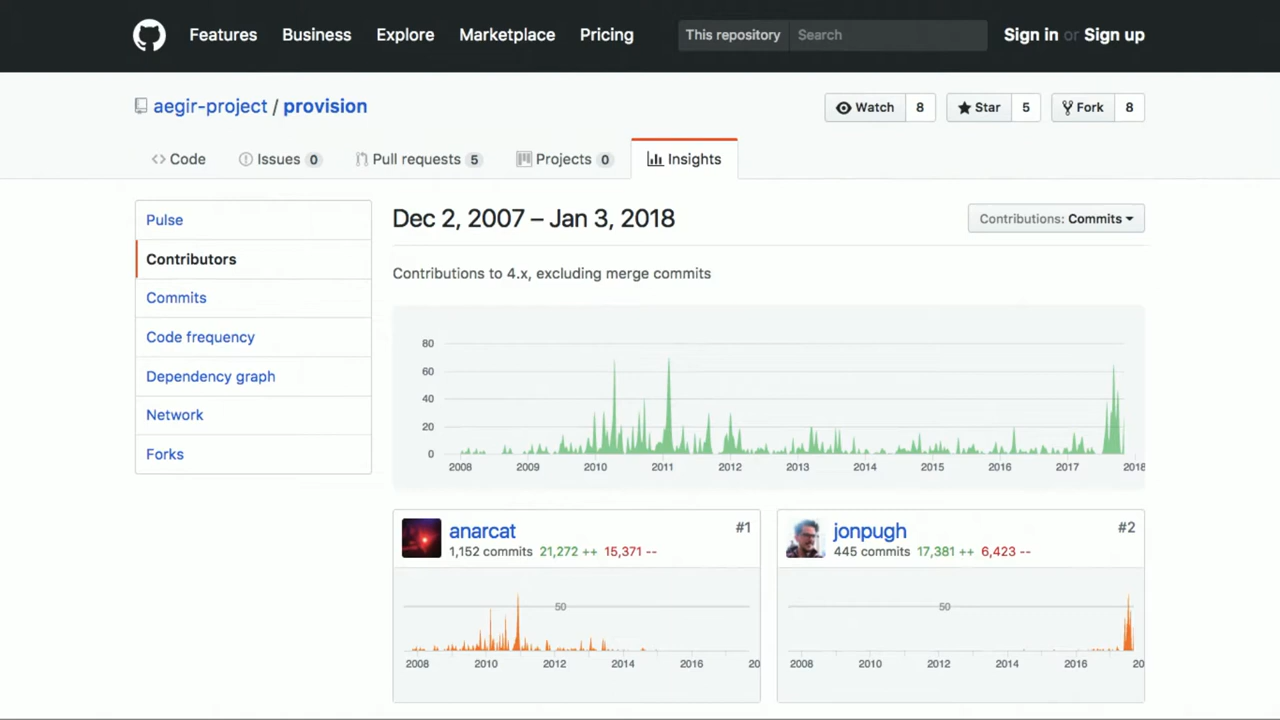 Features Business Explore Marketplace Pricing This repository Search Sign in or Sign up
aegir-project / provision Watch 8 Star 5 Fork 8
Code Issues 0 Pull requests 5 Projects 0 Insights
Pulse
Contributors
Commits
Code frequency
Dependency graph
Network
Forks
Dec 2, 2007 – Jan 3, 2018 Contributions: Commits
Contributions to 4.x, excluding merge commits
80
60
40
20
0
2008 2009 2010 2011 2012 2013 2014 2015 2016 2017 2018
anarcat #1
1,152 commits 21,272 ++ 15,371 --
50
2008 2010 2012 2014 2016 20
jonpugh #2
445 commits 17,381 ++ 6,423 --
50
2008 2010 2012 2014 2016 20